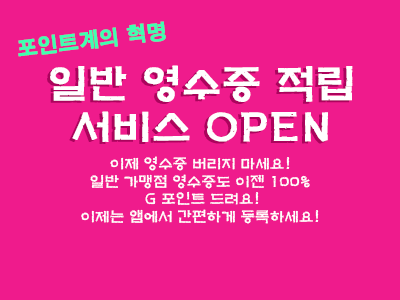 포인트계의 혁명
일반 영수증 적립
서비스 OPEN
이제 영수증 버리지 마세요!
일반 가맹점 영수증도 이젠 100%
G 포인트 드려요!
이제는 앱에서 간편하게 등록하세요!